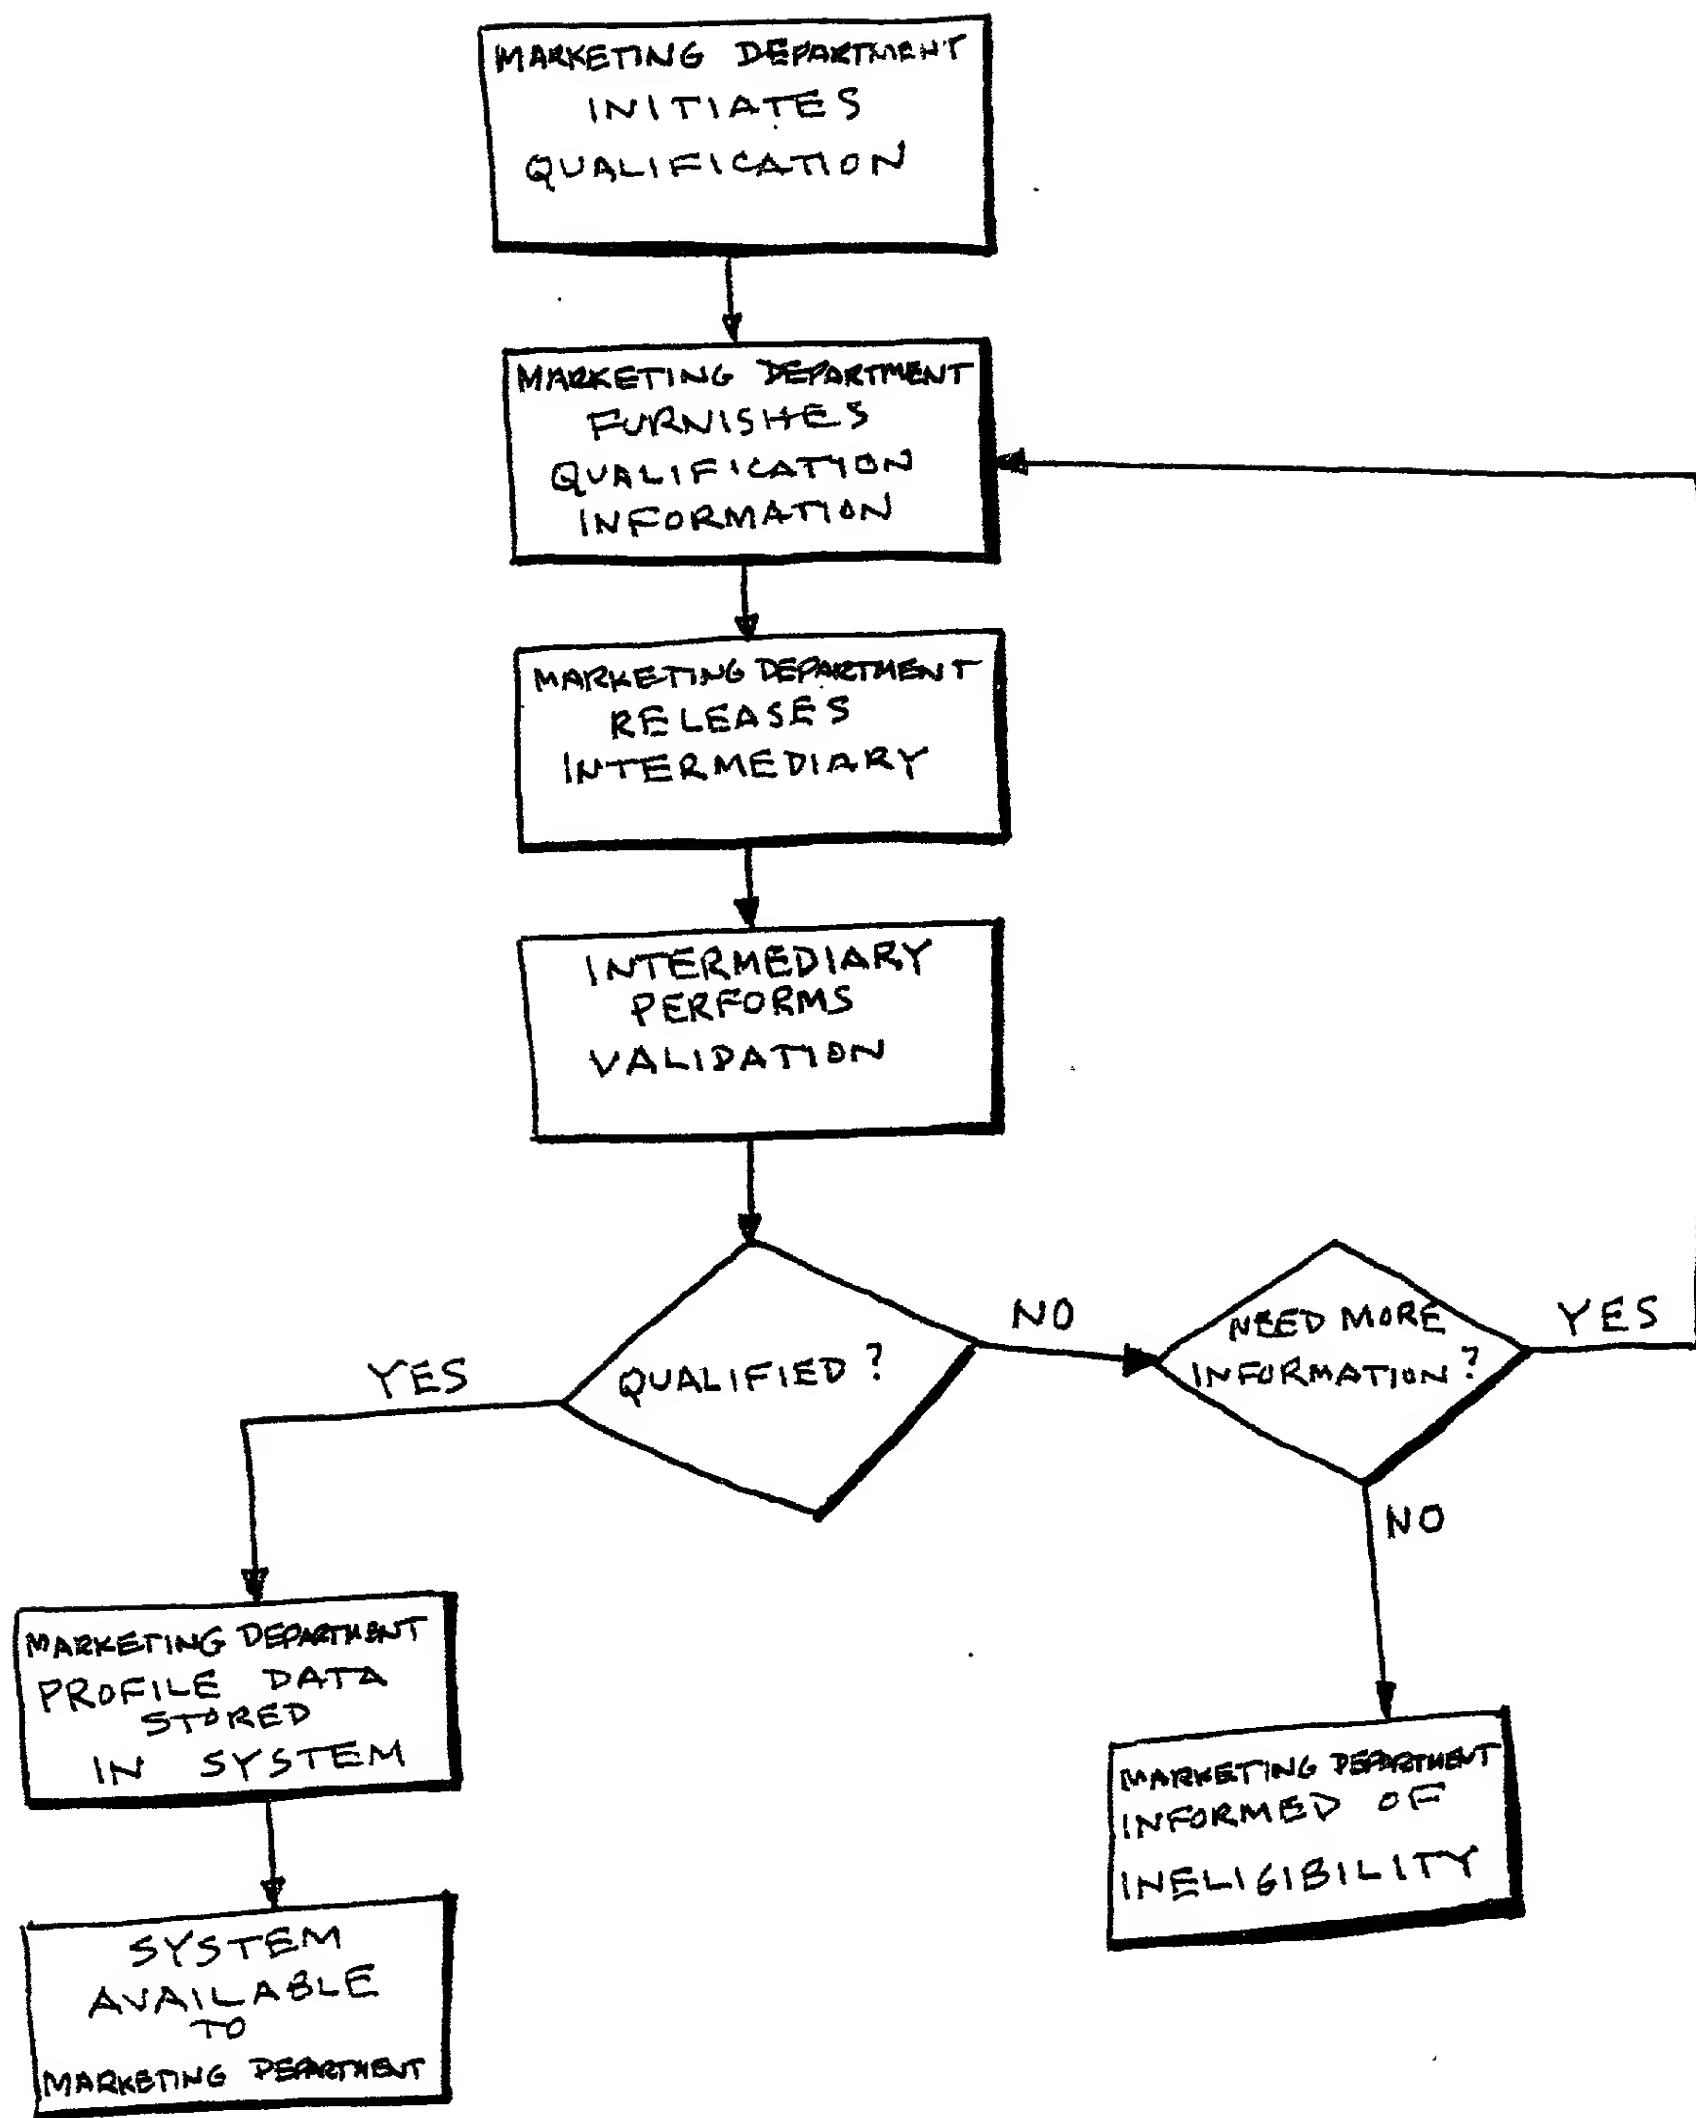 MARKETING DEPARTMENT
INITIATES
QUALIFICATION
MARKETING DEPARTMENT
FURNISHES
QUALIFICATION
INFORMATION
MARKETING DEPARTMENT
RELEASES
INTERMEDIARY
INTERMEDIARY
PERFORMS
VALIDATION
QUALIFIED?
YES
NO
NEED MORE
INFORMATION?
YES
NO
MARKETING DEPARTMENT
PROFILE DATA
STORED
IN SYSTEM
MARKETING DEPARTMENT
INFORMED OF
INELIGIBILITY
SYSTEM
AVAILABLE
TO
MARKETING DEPARTMENT